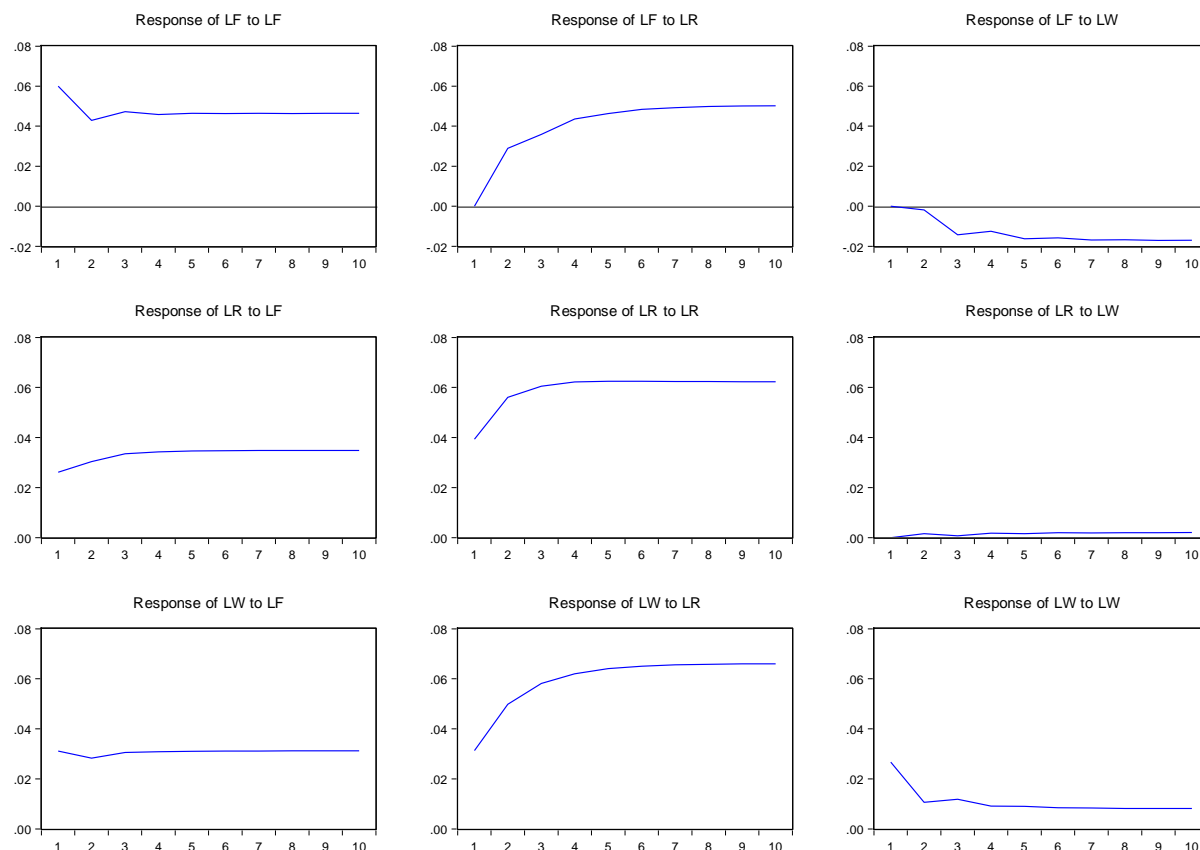 Response of LF to LF
Response of LF to LR
Response of LF to LW
.08
.06
.04
.02
.00
-.02
1 2 3 4 5 6 7 8 9 10
.08
.06
.04
.02
.00
-.02
1 2 3 4 5 6 7 8 9 10
.08
.06
.04
.02
.00
-.02
1 2 3 4 5 6 7 8 9 10
Response of LR to LF
Response of LR to LR
Response of LR to LW
.08
.06
.04
.02
.00
1 2 3 4 5 6 7 8 9 10
.08
.06
.04
.02
.00
1 2 3 4 5 6 7 8 9 10
.08
.06
.04
.02
.00
1 2 3 4 5 6 7 8 9 10
Response of LW to LF
Response of LW to LR
Response of LW to LW
.08
.06
.04
.02
.00
1 2 3 4 5 6 7 8 9 10
.08
.06
.04
.02
.00
1 2 3 4 5 6 7 8 9 10
.08
.06
.04
.02
.00
1 2 3 4 5 6 7 8 9 10